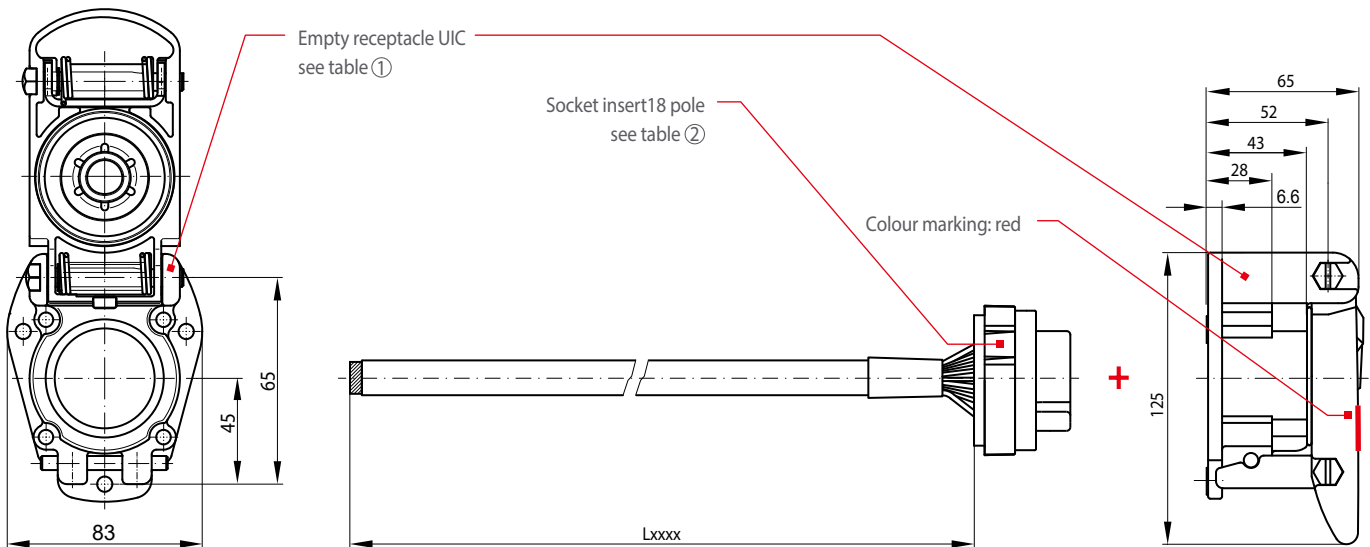 Empty receptacle UIC
see table ①
Socket insert18 pole
see table ②
Colour marking: red
65
52
43
28
6.6
125
65
45
83
Lxxxx
+